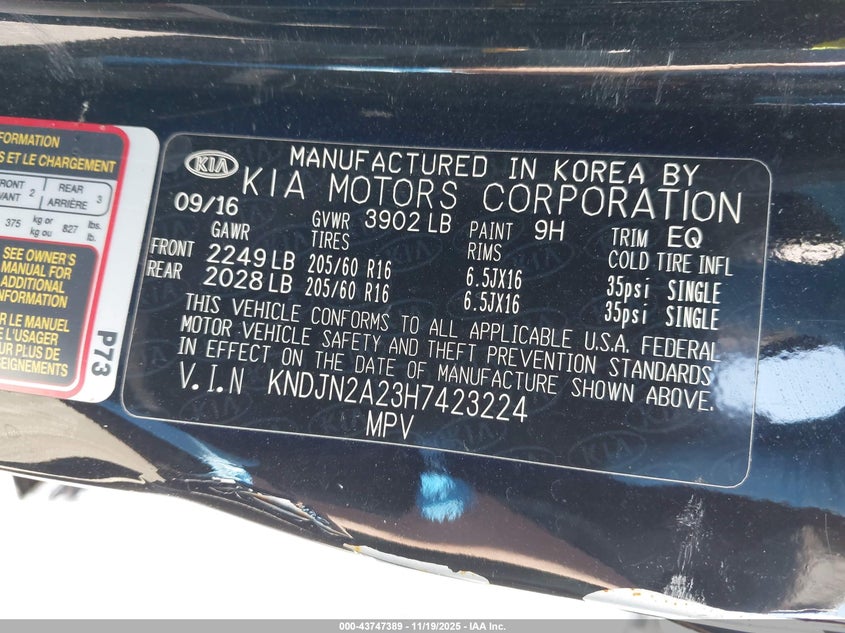 FORMATION
S ET LE CHARGEMENT
FRONT 2 REAR 3
VANT ARRIÈRE
375 kg or 827 lbs.
kg ou lb.
SEE OWNER'S
MANUAL FOR
ADDITIONAL
INFORMATION
R LE MANUEL
L'USAGER
UR PLUS DE
SEIGNEMENTS
P73
KIA
MANUFACTURED IN KOREA BY
KIA MOTORS CORPORATION
09/16 GVWR 3902 LB PAINT 9H TRIM EQ
GAWR TIRES RIMS COLD TIRE INFL
FRONT 2249 LB 205/60 R16 6.5JX16 35psi SINGLE
REAR 2028 LB 205/60 R16 6.5JX16 35psi SINGLE
THIS VEHICLE CONFORMS TO ALL APPLICABLE U.S.A. FEDERAL
MOTOR VEHICLE SAFETY AND THEFT PREVENTION STANDARDS
IN EFFECT ON THE DATE OF MANUFACTURE SHOWN ABOVE.
V.I.N KNDJN2A23H7423224
MPV
000-43747389 - 11/19/2025 - IAA Inc.